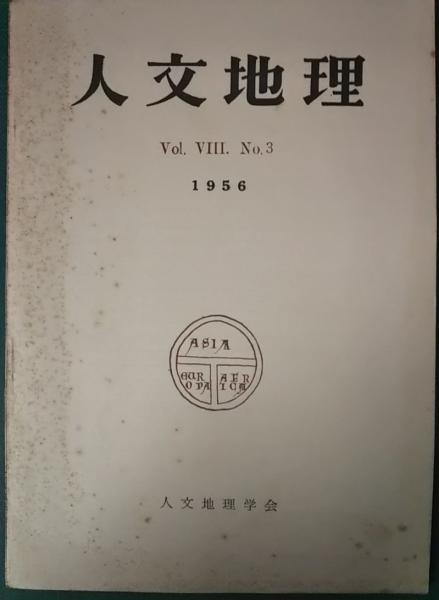 人文地理
Vol. VIII. No.3
1956
ASIA
EUR AFR
OPA ICA
人文地理学会